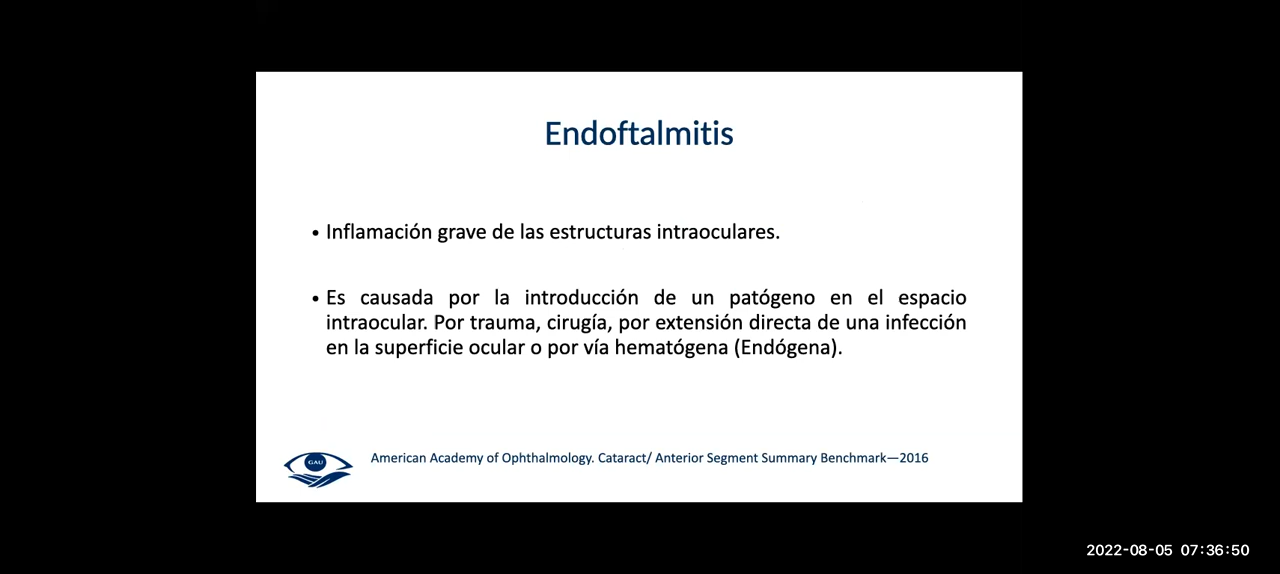 Endoftalmitis
• Inflamación grave de las estructuras intraoculares.
• Es causada por la introducción de un patógeno en el espacio
intraocular. Por trauma, cirugía, por extensión directa de una infección
en la superficie ocular o por vía hematógena (Endógena).
GAU
American Academy of Ophthalmology. Cataract/ Anterior Segment Summary Benchmark—2016
2022-08-05 07:36:50